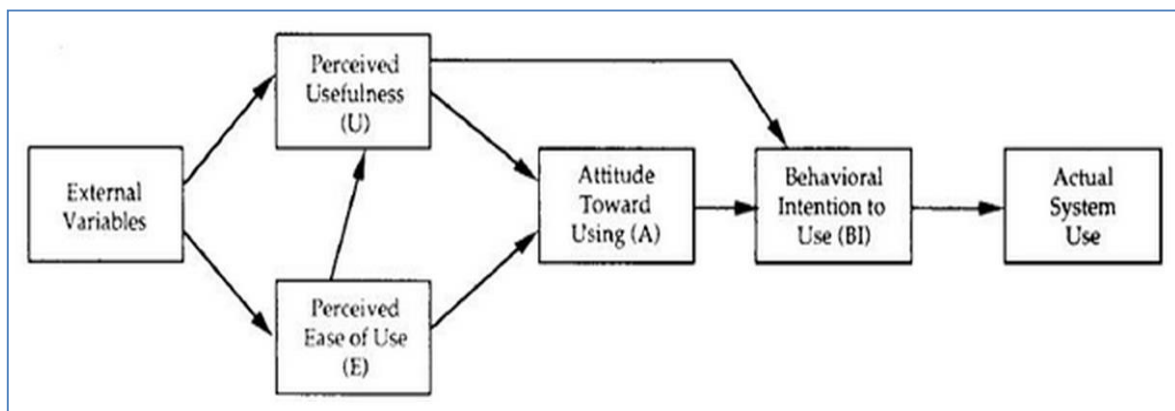 External
Variables
Perceived
Usefulness
(U)
Perceived
Ease of Use
(E)
Attitude
Toward
Using (A)
Behavioral
Intention to
Use (BI)
Actual
System
Use